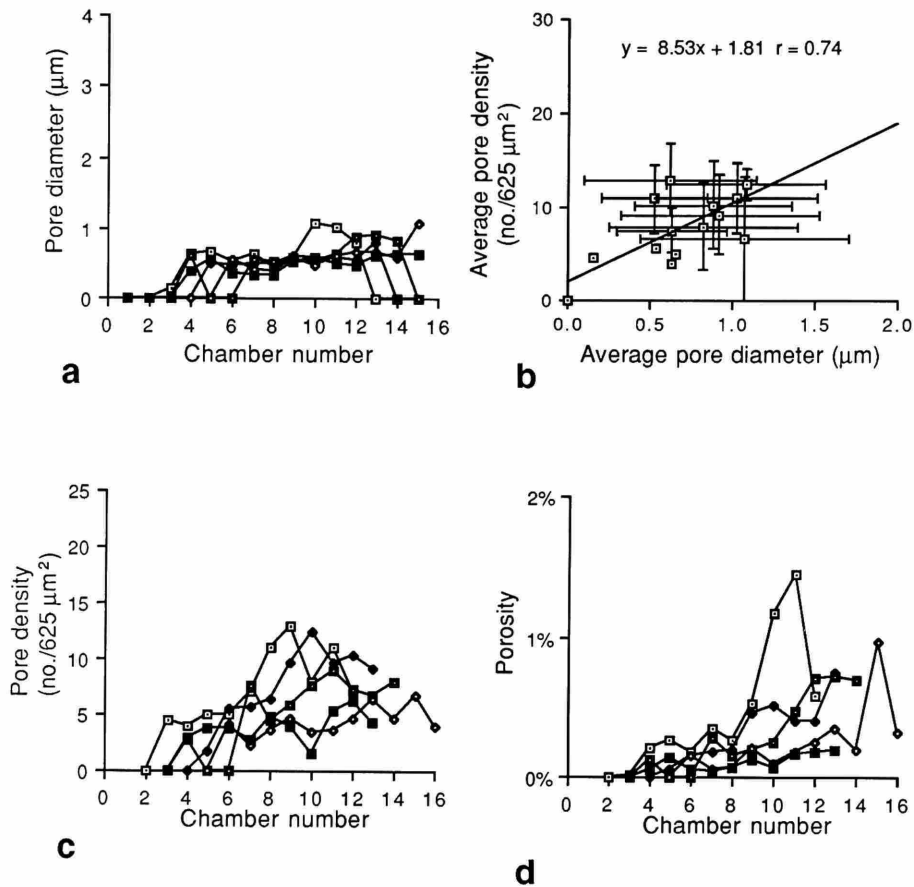 4
3
2
1
0
Pore diameter (µm)
0 2 4 6 8 10 12 14 16
Chamber number
a
30
20
10
0
Average pore density
(no./625 µm²)
y = 8.53x + 1.81 r = 0.74
0.0 0.5 1.0 1.5 2.0
Average pore diameter (µm)
b
25
20
15
10
5
0
Pore density
(no./625 µm²)
0 2 4 6 8 10 12 14 16
Chamber number
c
2%
1%
0%
Porosity
0 2 4 6 8 10 12 14 16
Chamber number
d